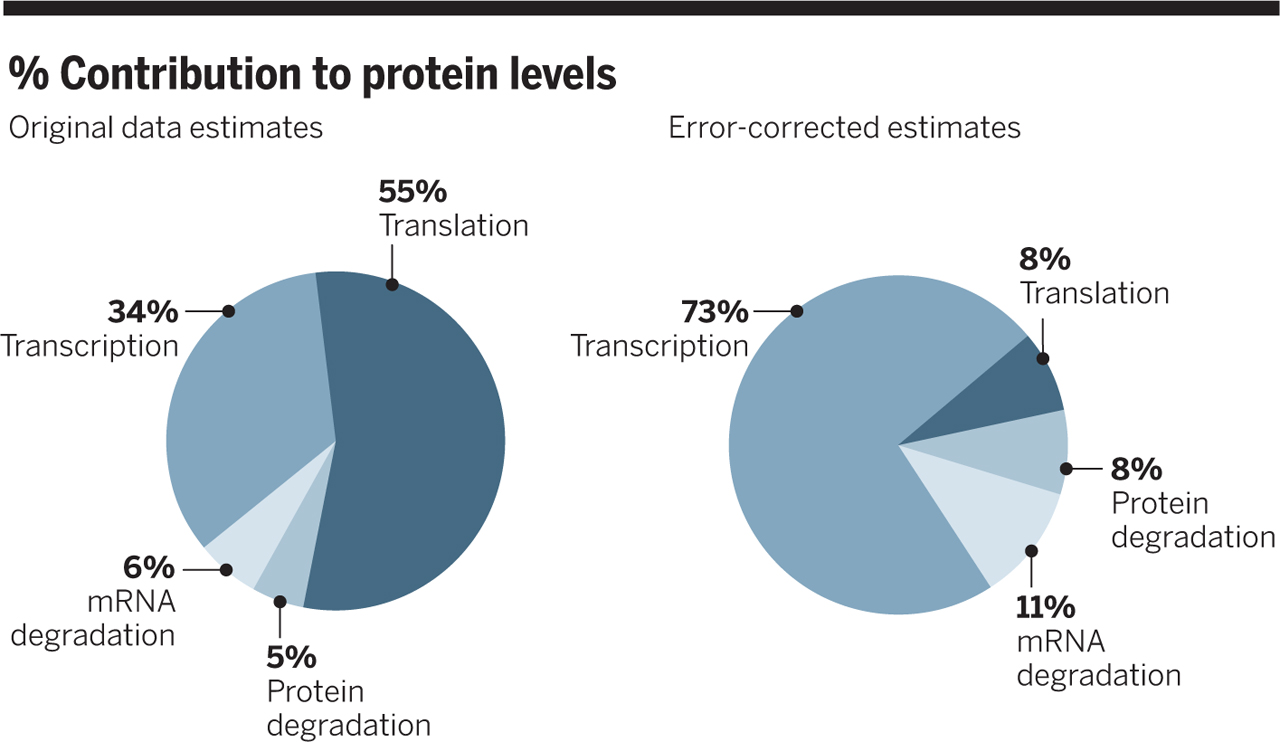 % Contribution to protein levels
Original data estimates
55%
Translation
34%
Transcription
6%
mRNA
degradation
5%
Protein
degradation
Error-corrected estimates
73%
Transcription
8%
Translation
8%
Protein
degradation
11%
mRNA
degradation